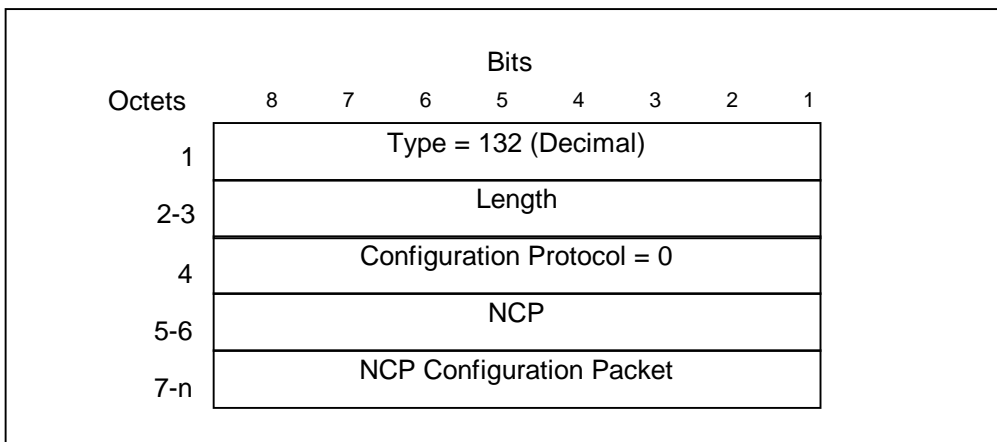 Bits
Octets 8 7 6 5 4 3 2 1
1 Type = 132 (Decimal)
2-3 Length
4 Configuration Protocol = 0
5-6 NCP
7-n NCP Configuration Packet